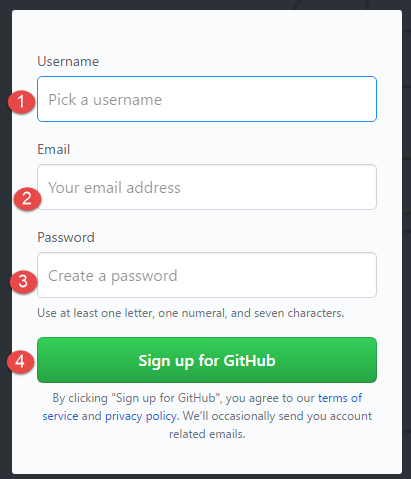 Username
1 Pick a username
Email
2 Your email address
Password
3 Create a password
Use at least one letter, one numeral, and seven characters.
4 Sign up for GitHub
By clicking "Sign up for GitHub", you agree to our terms of
service and privacy policy. We'll occasionally send you account
related emails.